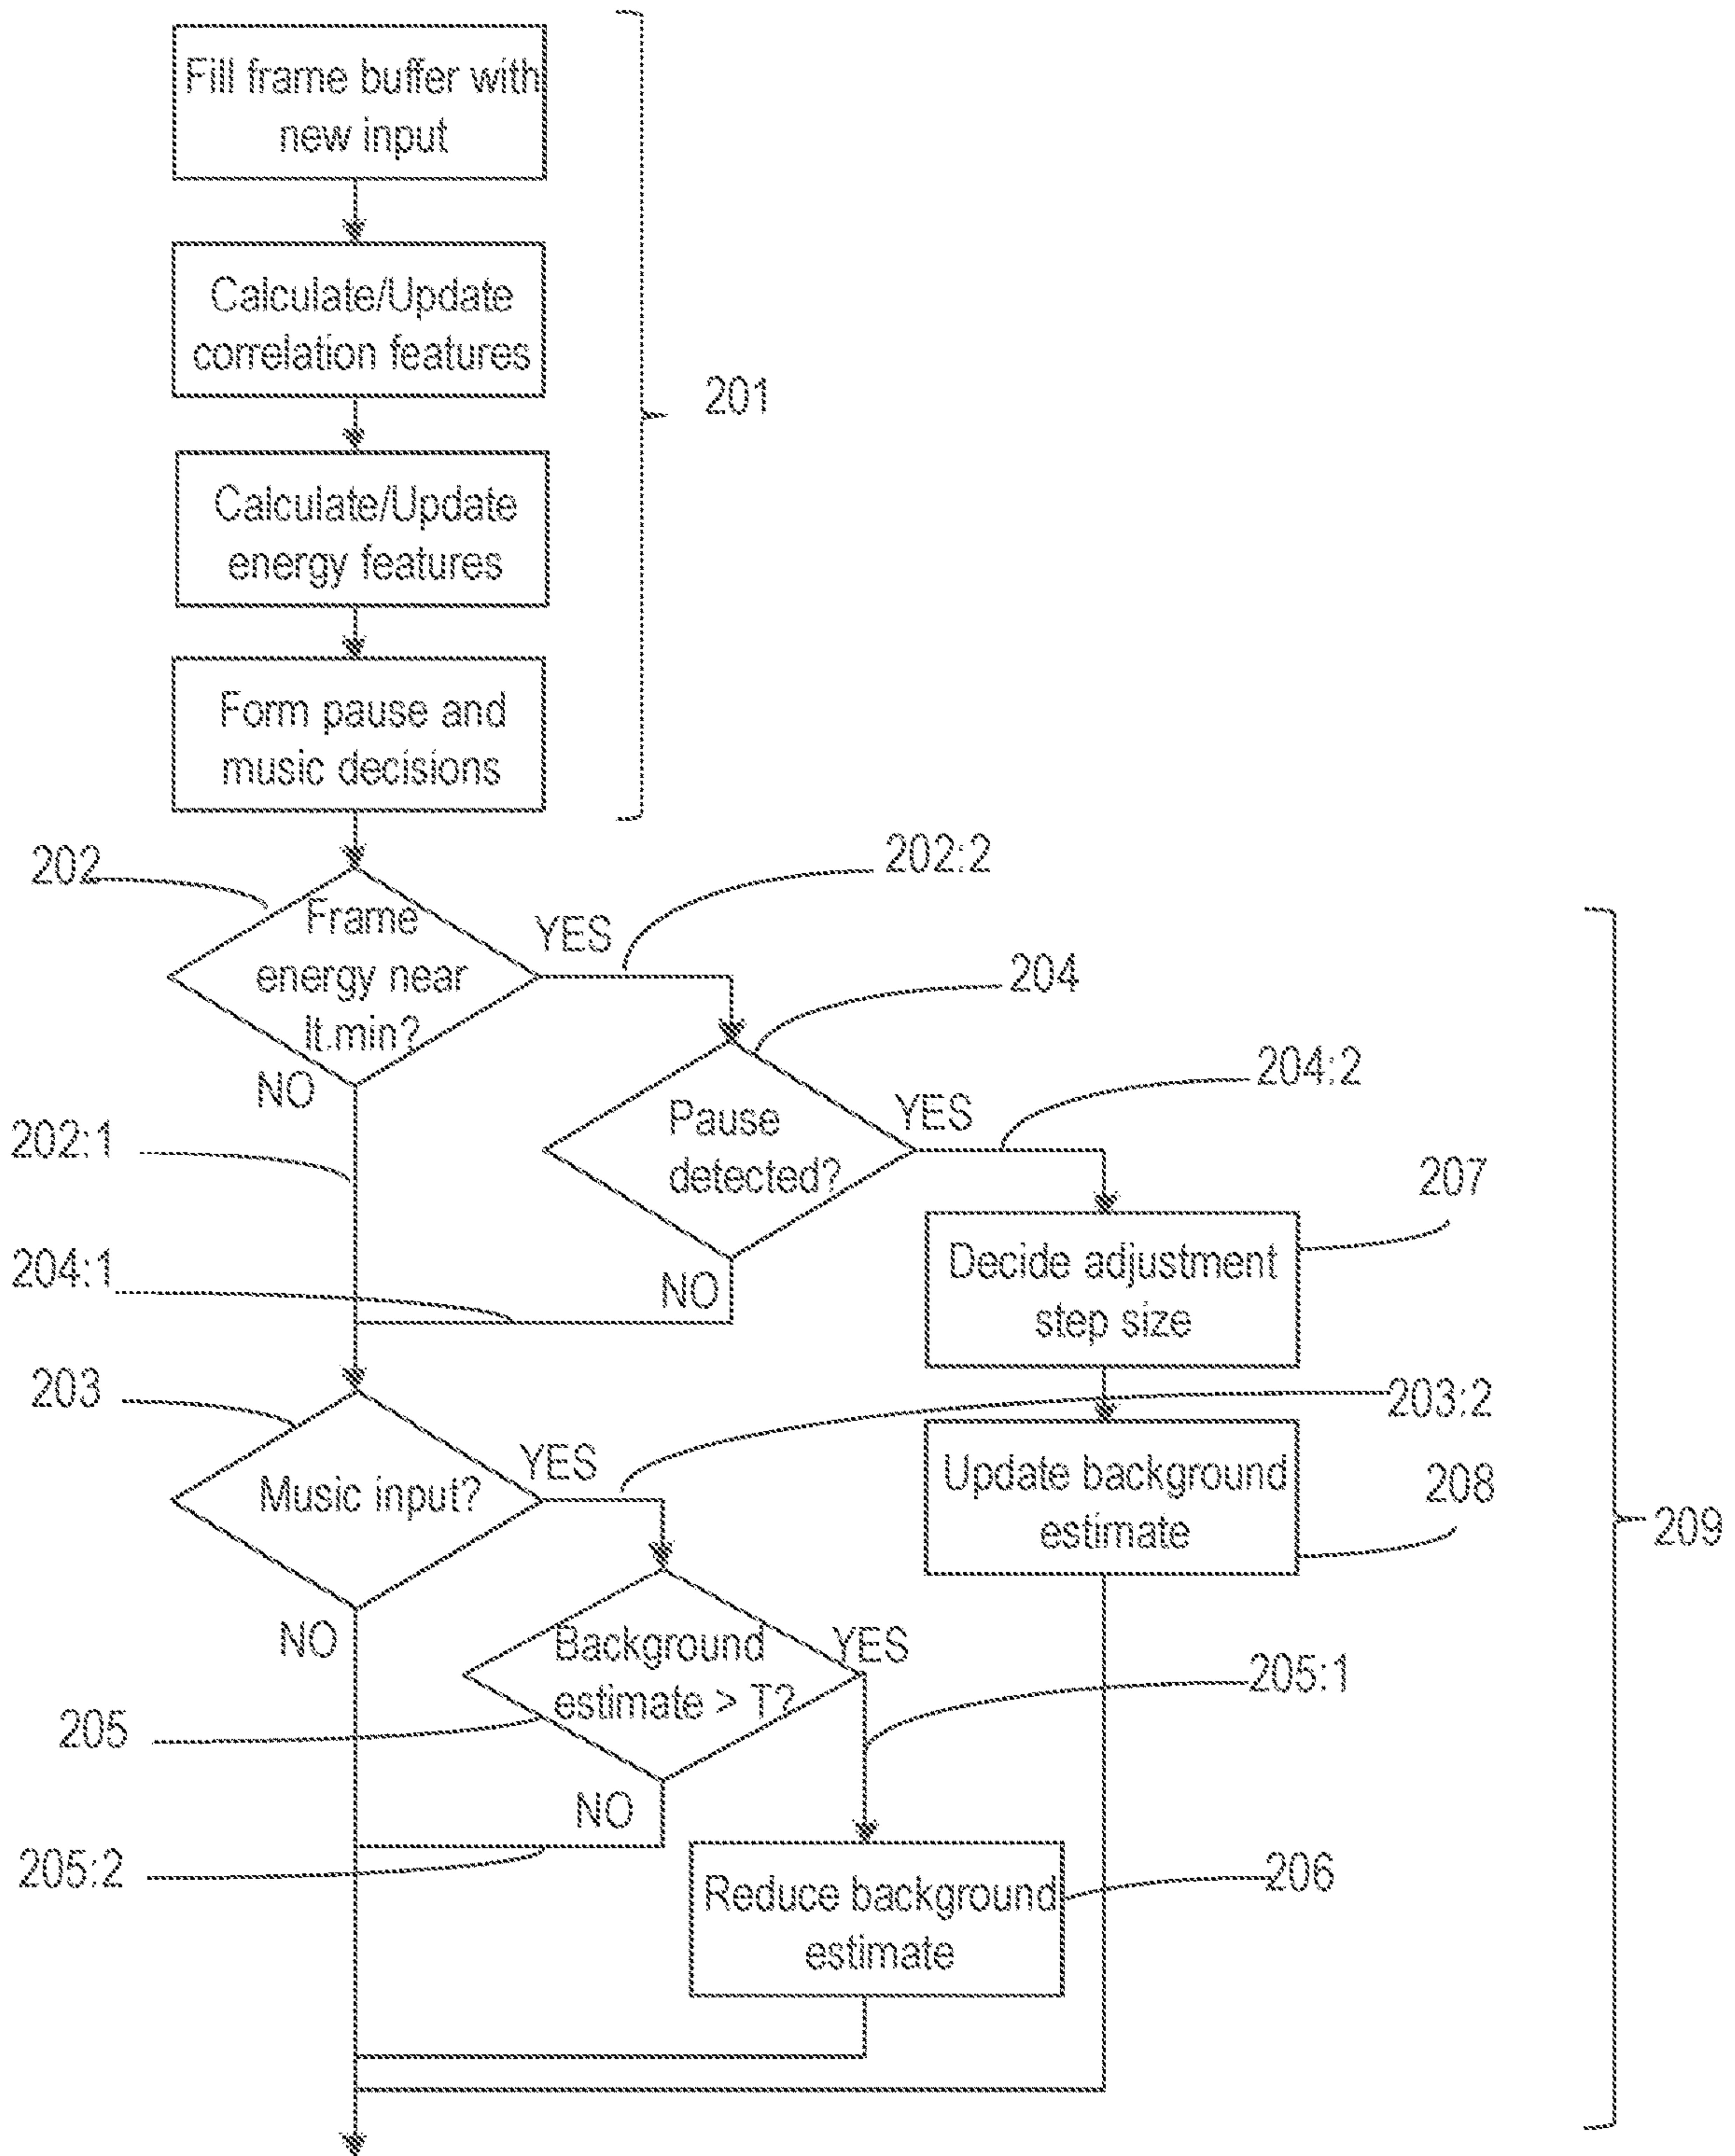 Fill frame buffer with
new input
Calculate/Update
correlation features
201
Calculate/Update
energy features
Form pause and
music decisions
202
202:2
Frame
energy near
lt.min?
YES
NO
204
202:1
Pause
detected?
YES
204:2
NO
204:1
207
Decide adjustment
step size
203
203:2
Music input?
YES
NO
Update background
estimate
208
209
Background
estimate > T?
YES
205:1
205
NO
205:2
Reduce background
estimate
206